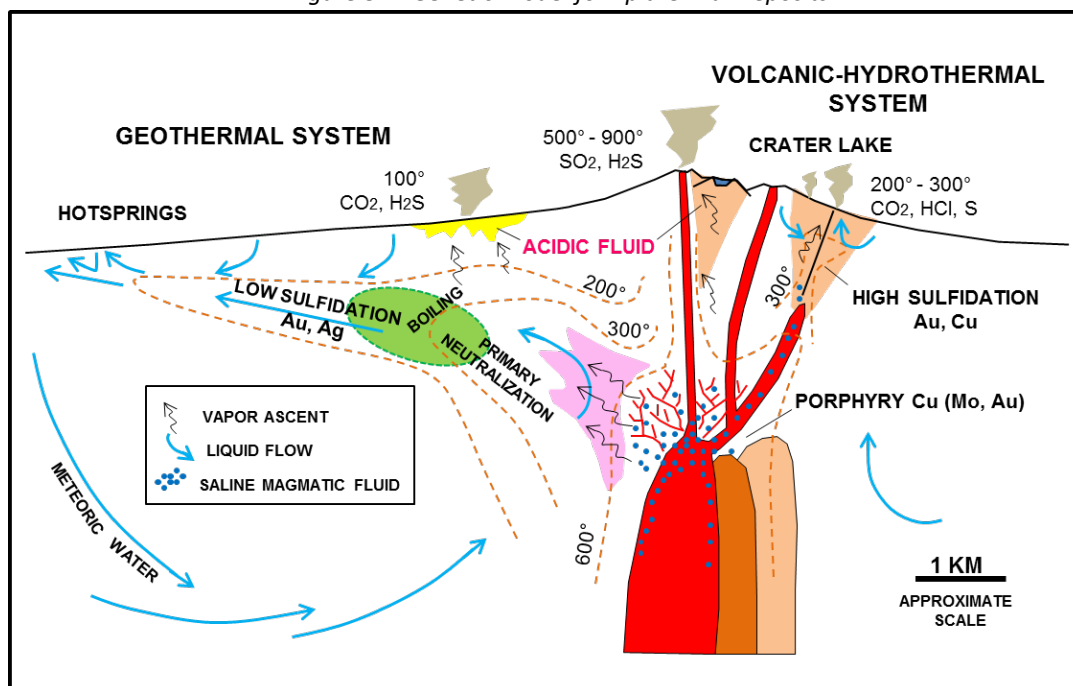 VOLCANIC-HYDROTHERMAL
SYSTEM
GEOTHERMAL SYSTEM
500° - 900°
SO2, H2S
CRATER LAKE
100°
CO2, H2S
200° - 300°
CO2, HCl, S
HOTSPRINGS
ACIDIC FLUID
200°
300°
300°
LOW SULFIDATION
Au, Ag
BOILING
PRIMARY
NEUTRALIZATION
HIGH SULFIDATION
Au, Cu
PORPHYRY Cu (Mo, Au)
VAPOR ASCENT
LIQUID FLOW
SALINE MAGMATIC FLUID
METEORIC WATER
600°
1 KM
APPROXIMATE
SCALE